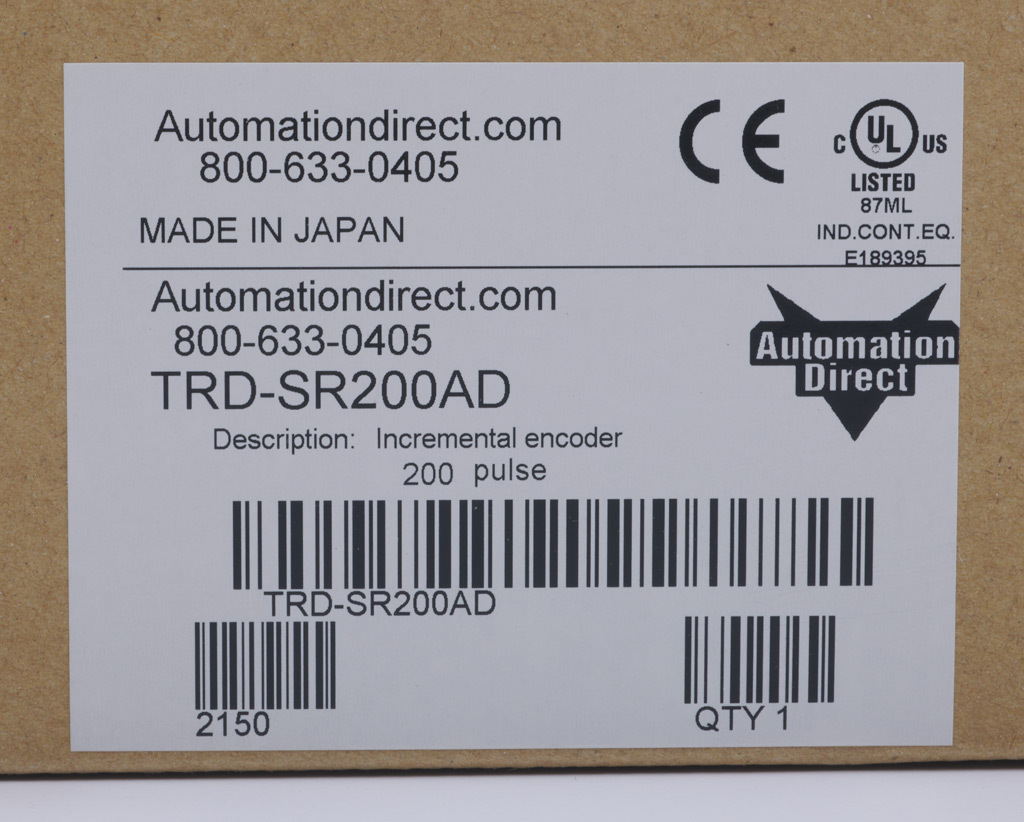 Automationdirect.com
800-633-0405
MADE IN JAPAN
CE
C UL US
LISTED
87ML
IND.CONT.EQ.
E189395
Automationdirect.com
800-633-0405
TRD-SR200AD
Automation
Direct
Description: Incremental encoder
200 pulse
TRD-SR200AD
2150
QTY 1